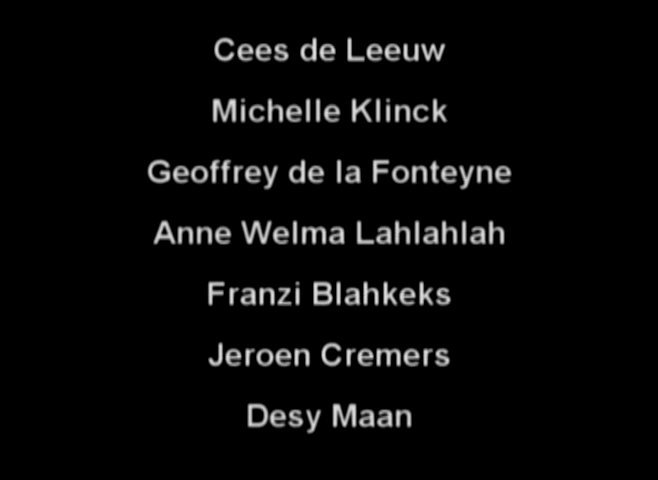 Cees de Leeuw
Michelle Klinck
Geoffrey de la Fonteyne
Anne Welma Lahlahlah
Franzi Blahkeks
Jeroen Cremers
Desy Maan